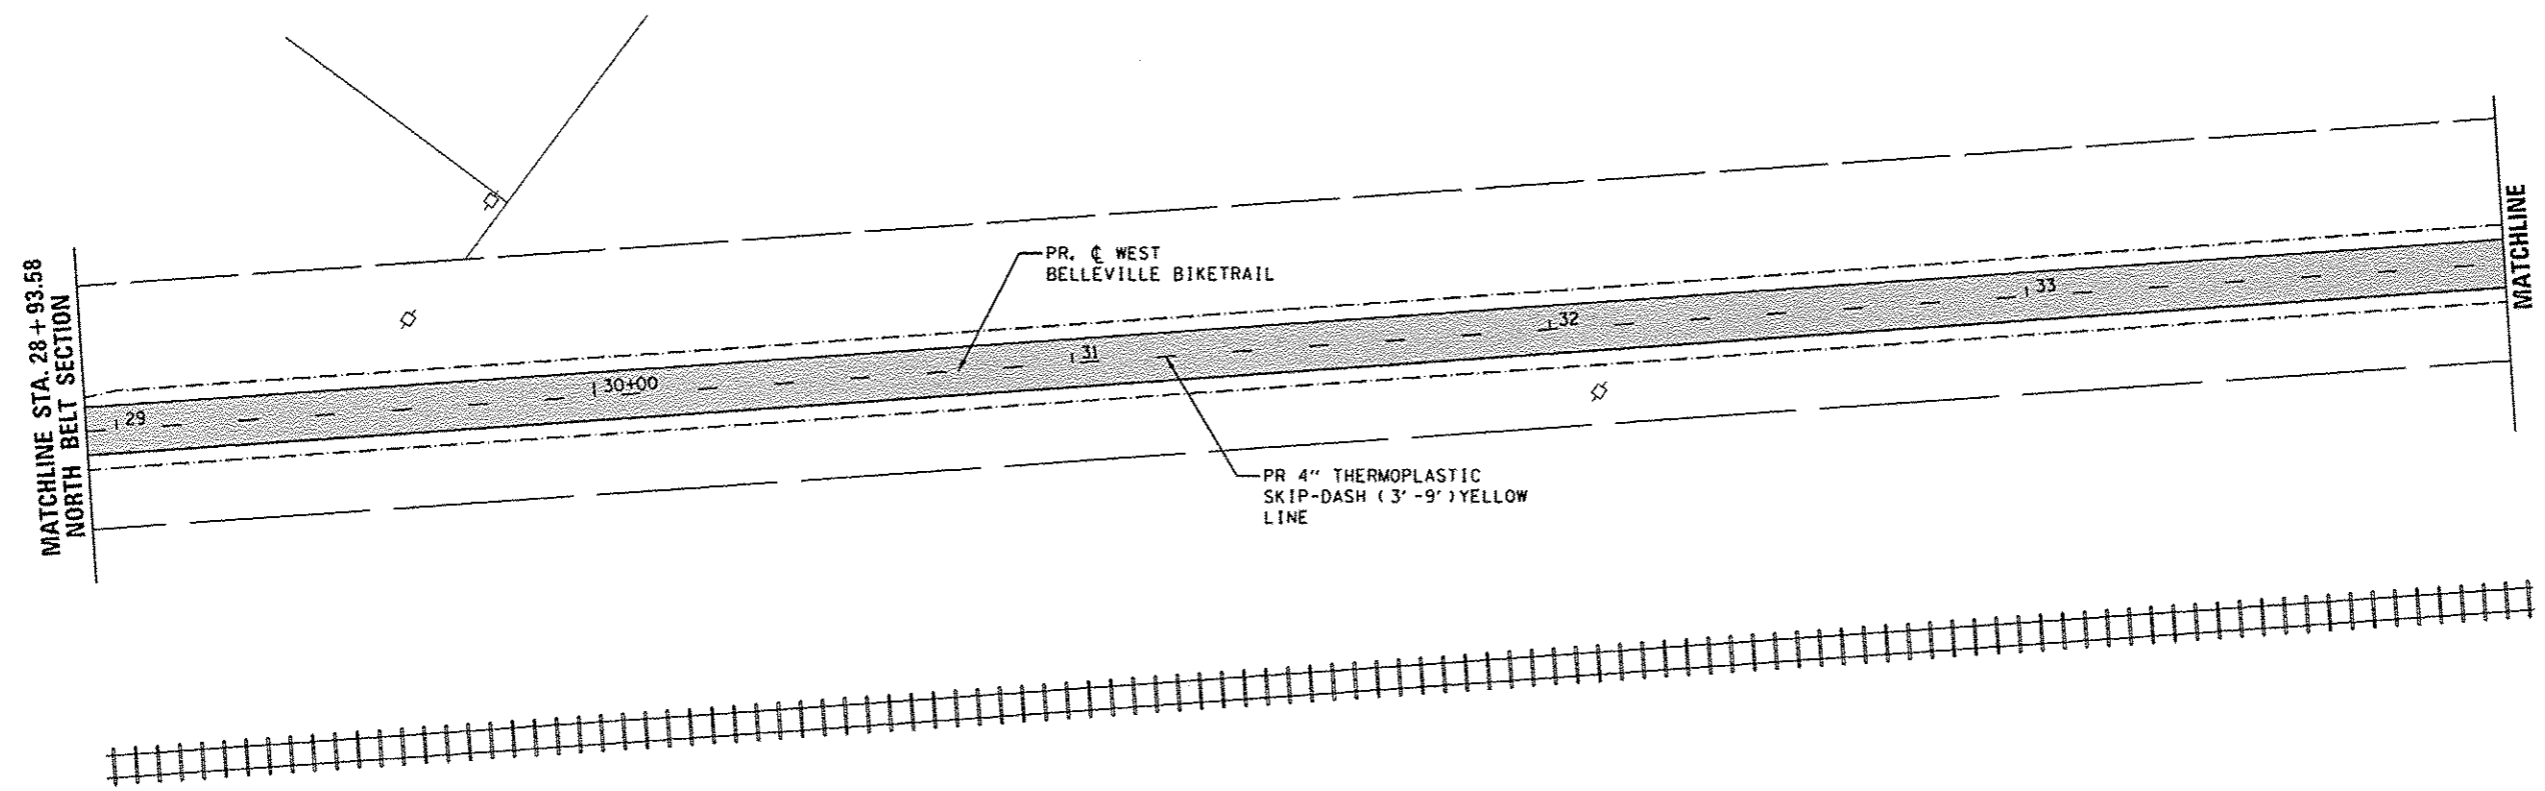 MATCHLINE STA. 28+93.58
NORTH BELT SECTION
PR. ℄ WEST
BELLEVILLE BIKETRAIL
29
30+00
31
32
33
PR 4" THERMOPLASTIC
SKIP-DASH (3'-9') YELLOW
LINE
MATCHLINE